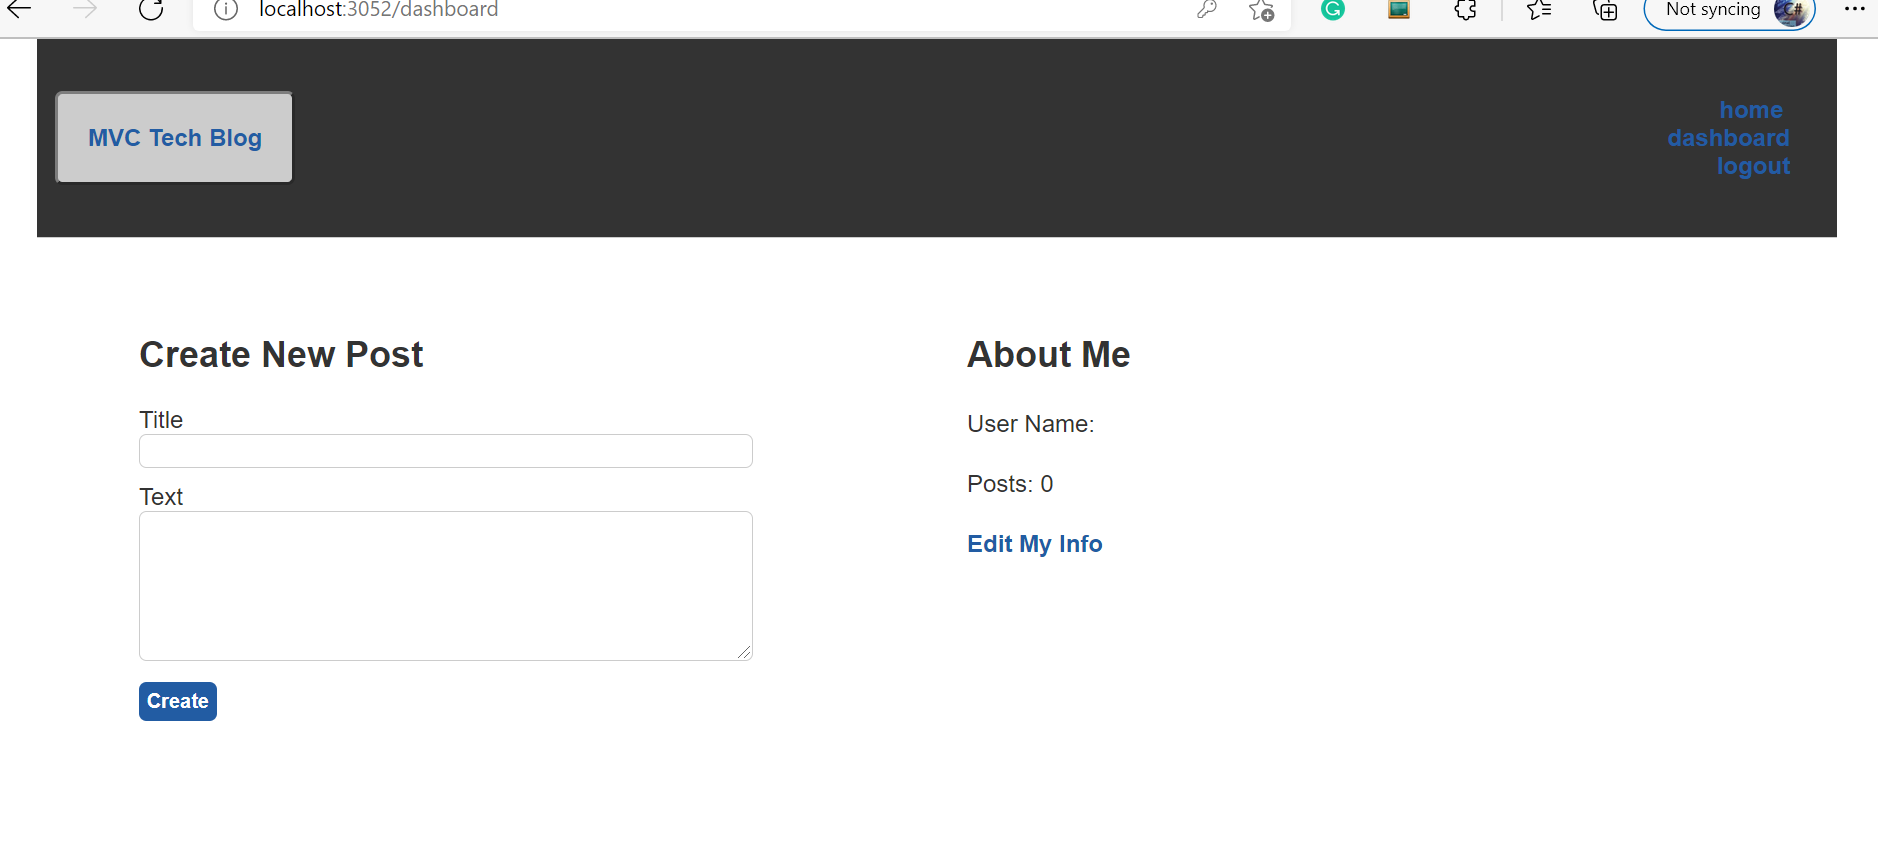 localhost:3052/dashboard
Not syncing
MVC Tech Blog
home
dashboard
logout
Create New Post
Title
Text
Create
About Me
User Name:
Posts: 0
Edit My Info